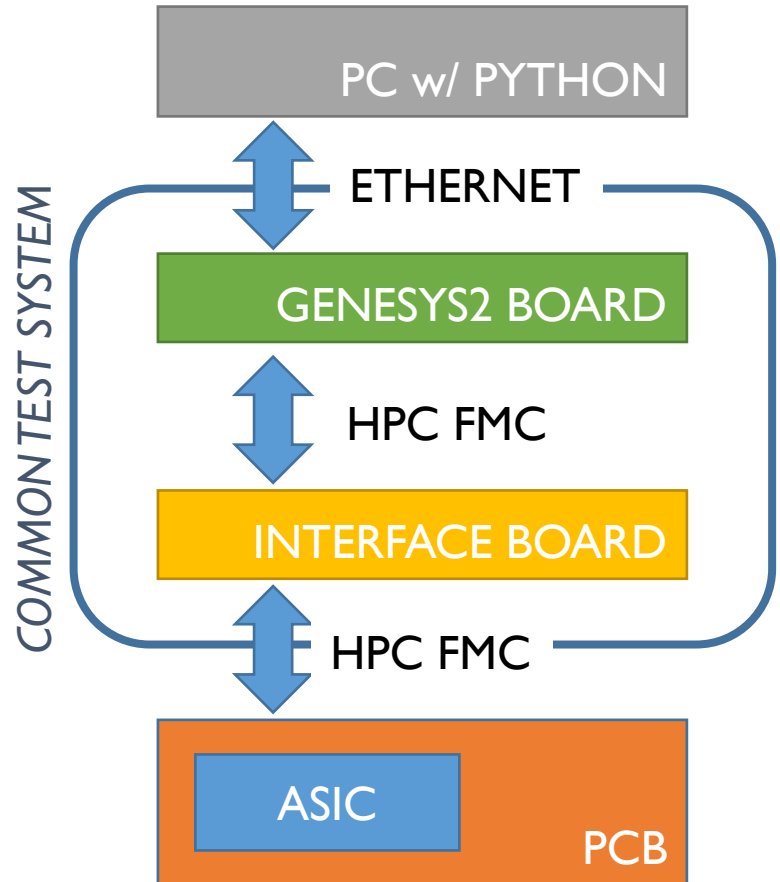 PC w/ PYTHON
ETHERNET
COMMON TEST SYSTEM
GENESYS2 BOARD
HPC FMC
INTERFACE BOARD
HPC FMC
ASIC
PCB